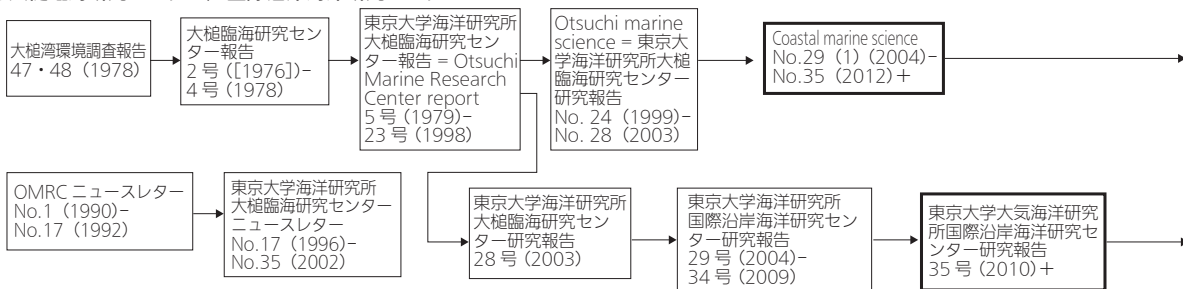 大槌湾環境調査報告
47・48 (1978)
大槌臨海研究セン
ター報告
2号 ([1976])–
4号 (1978)
東京大学海洋研究所
大槌臨海研究セン
ター報告 = Otsuchi
Marine Research
Center report
5号 (1979)–
23号 (1998)
Otsuchi marine
science = 東京大
学海洋研究所大槌
臨海研究センター
研究報告
No. 24 (1999)–
No. 28 (2003)
Coastal marine science
No.29 (1) (2004)–
No.35 (2012) +
OMRC ニュースレター
No.1 (1990)–
No.17 (1992)
東京大学海洋研究所
大槌臨海研究センター
ニュースレター
No.17 (1996)–
No.35 (2002)
東京大学海洋研究所
大槌臨海研究セン
ター研究報告
28号 (2003)
東京大学海洋研究所
国際沿岸海洋研究セン
ター研究報告
29号 (2004)–
34号 (2009)
東京大学大気海洋研究
所国際沿岸海洋研究セ
ンター研究報告
35号 (2010) +